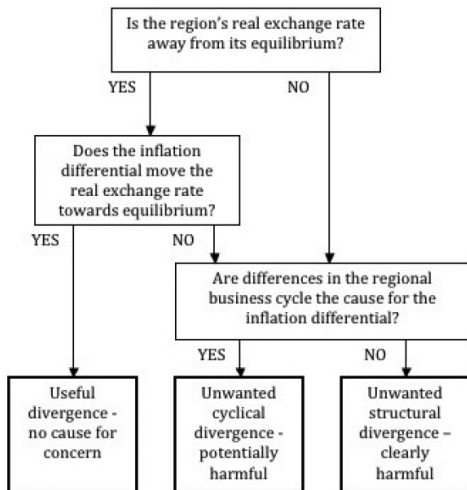 Is the region's real exchange rate
away from its equilibrium?
YES
NO
Does the inflation
differential move the
real exchange rate
towards equilibrium?
YES
NO
Are differences in the regional
business cycle the cause for the
inflation differential?
YES
NO
Useful
divergence -
no cause for
concern
Unwanted
cyclical
divergence -
potentially
harmful
Unwanted
structural
divergence –
clearly
harmful